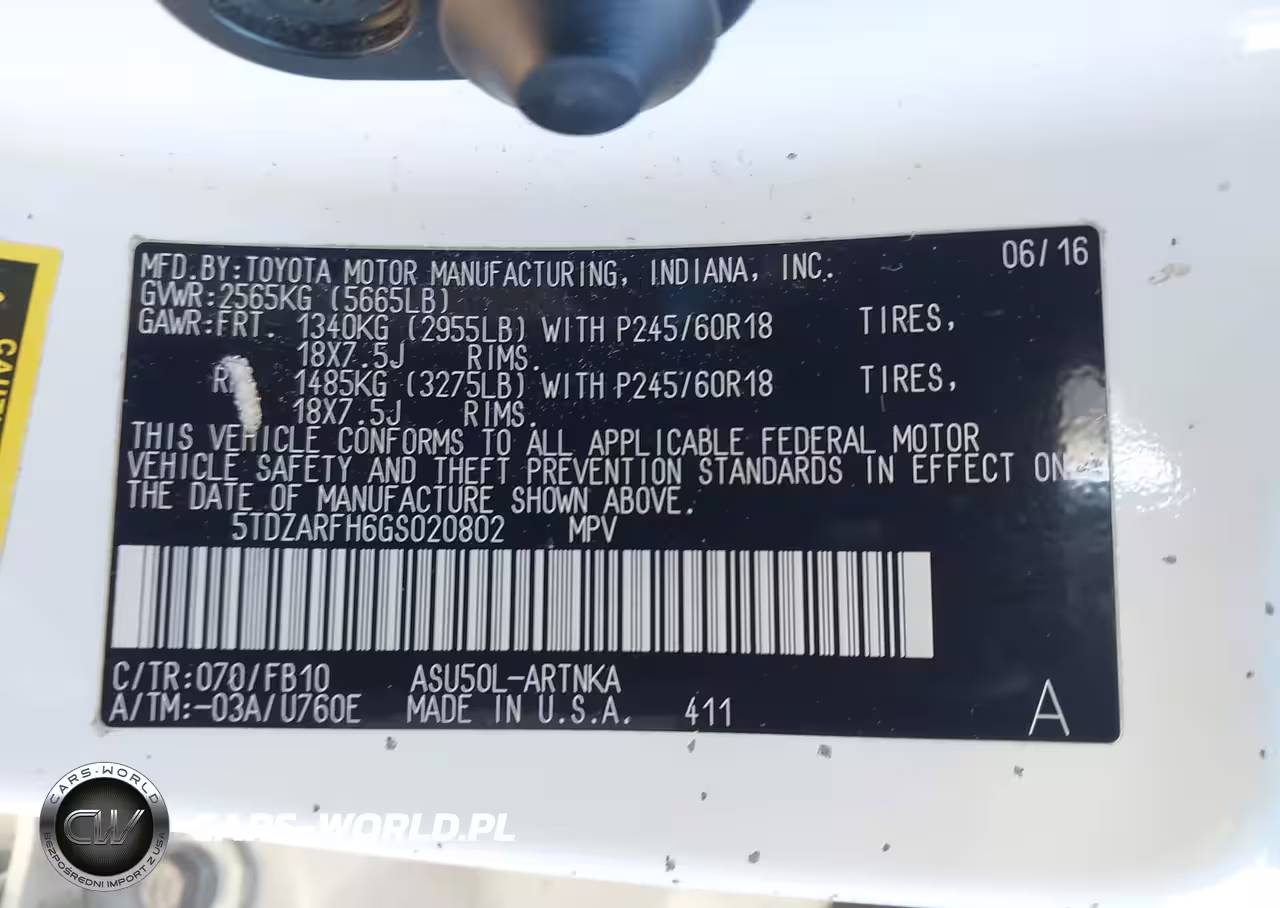 MFD.BY:TOYOTA MOTOR MANUFACTURING, INDIANA, INC. 06/16
GVWR:2565KG (5665LB)
GAWR:FRT. 1340KG (2955LB) WITH P245/60R18 TIRES,
18X7.5J RIMS.
1485KG (3275LB) WITH P245/60R18 TIRES,
18X7.5J RIMS.
THIS VEHICLE CONFORMS TO ALL APPLICABLE FEDERAL MOTOR
VEHICLE SAFETY AND THEFT PREVENTION STANDARDS IN EFFECT ON
THE DATE OF MANUFACTURE SHOWN ABOVE.
5TDZARFH6GS020802 MPV
C/TR:070/FB10 ASU50L-ARTNKA
A/TM:-03A/U760E MADE IN U.S.A. 411 A
CARS-WORLD
CW
BEZPOŚREDNI IMPORT Z USA
CARS-WORLD.PL